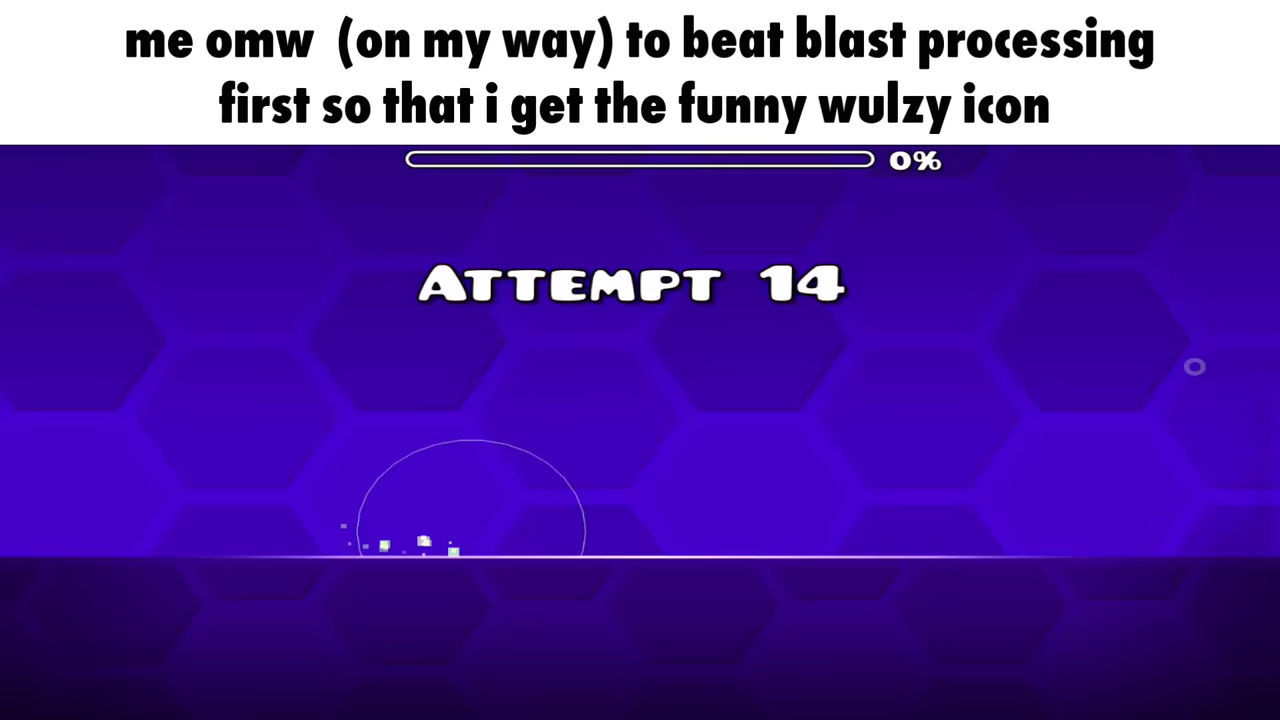 me omw (on my way) to beat blast processing
first so that i get the funny wulzy icon
0%
ATTEMPT 14